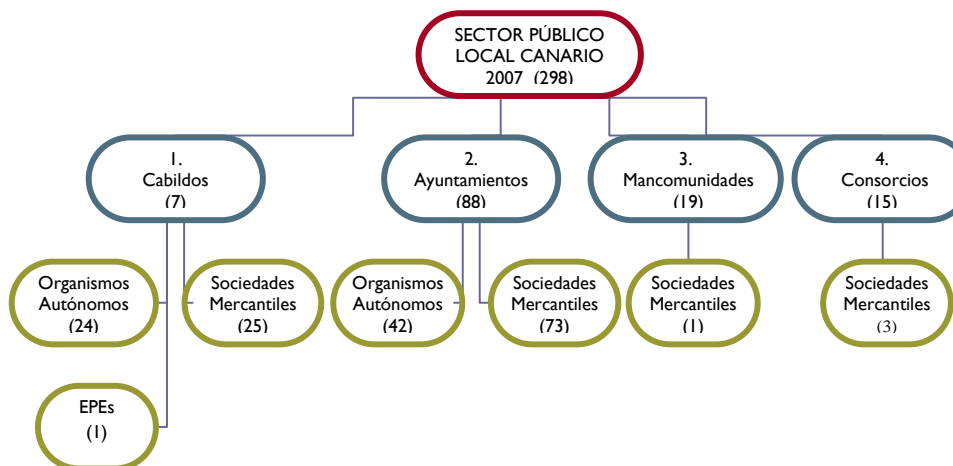 SECTOR PÚBLICO
LOCAL CANARIO
2007 (298)
1.
Cabildos
(7)
2.
Ayuntamientos
(88)
3.
Mancomunidades
(19)
4.
Consorcios
(15)
Organismos
Autónomos
(24)
Sociedades
Mercantiles
(25)
Organismos
Autónomos
(42)
Sociedades
Mercantiles
(73)
Sociedades
Mercantiles
(1)
Sociedades
Mercantiles
(3)
EPEs
(1)